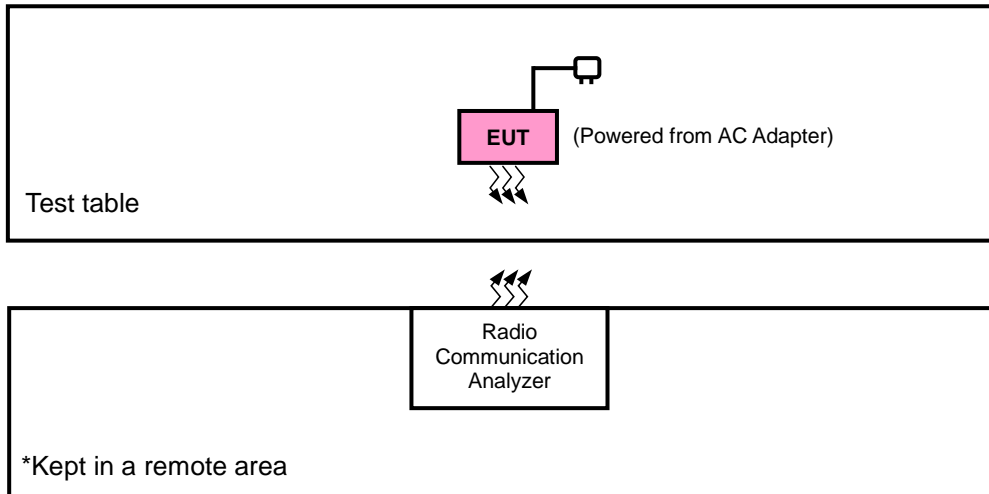 EUT
(Powered from AC Adapter)
Test table
Radio
Communication
Analyzer
*Kept in a remote area